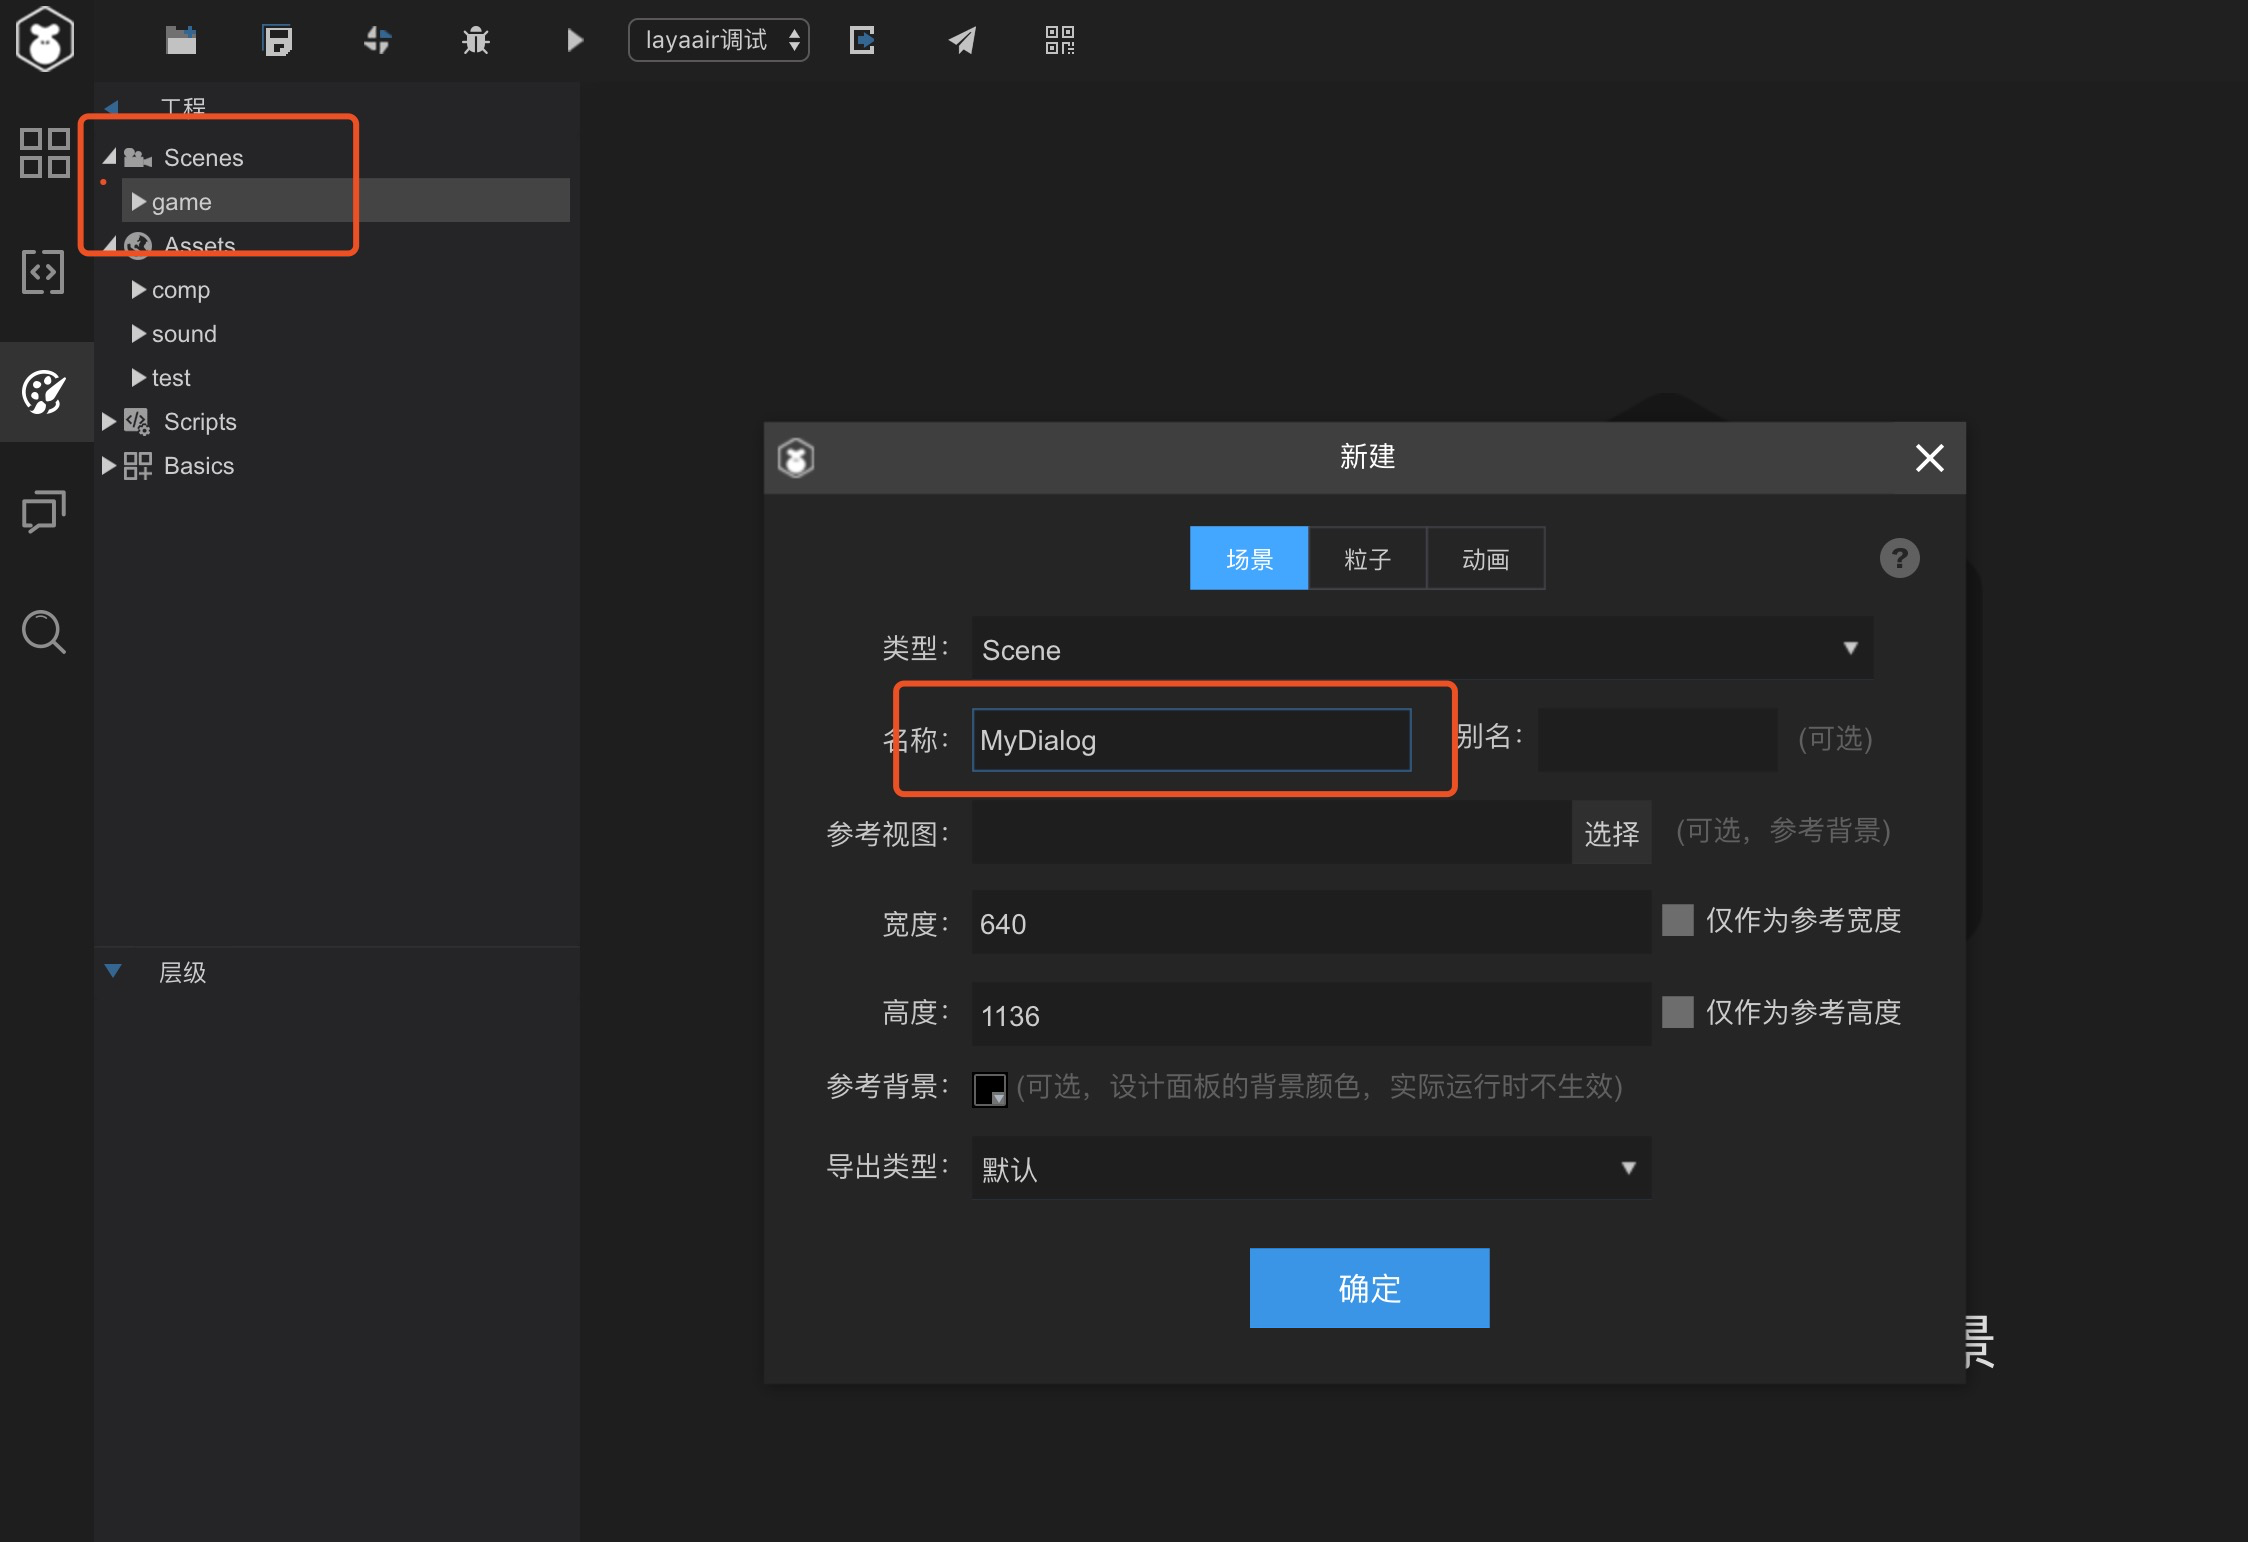 layaair调试
工程
Scenes
game
Assets
comp
sound
test
Scripts
Basics
层级
新建
场景 粒子 动画
?
类型： Scene
名称： MyDialog 别名： (可选)
参考视图： 选择 (可选，参考背景)
宽度： 640 仅作为参考宽度
高度： 1136 仅作为参考高度
参考背景： (可选，设计面板的背景颜色，实际运行时不生效)
导出类型： 默认
确定
景